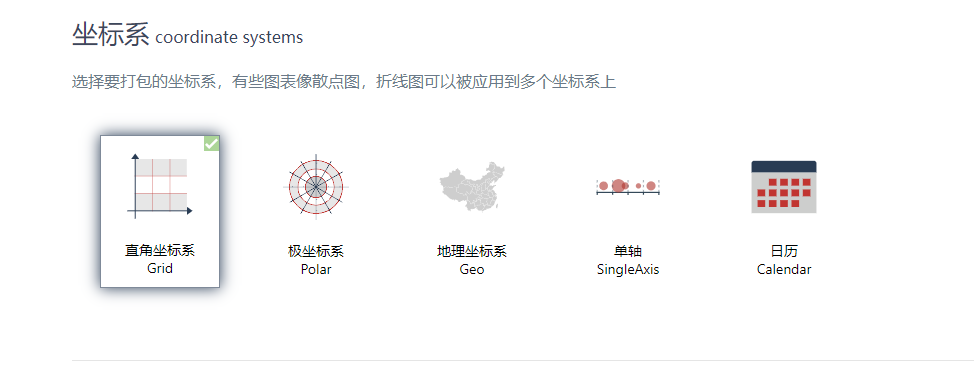 坐标系 coordinate systems
选择要打包的坐标系，有些图表像散点图，折线图可以被应用到多个坐标系上
直角坐标系
Grid
极坐标系
Polar
地理坐标系
Geo
单轴
SingleAxis
日历
Calendar